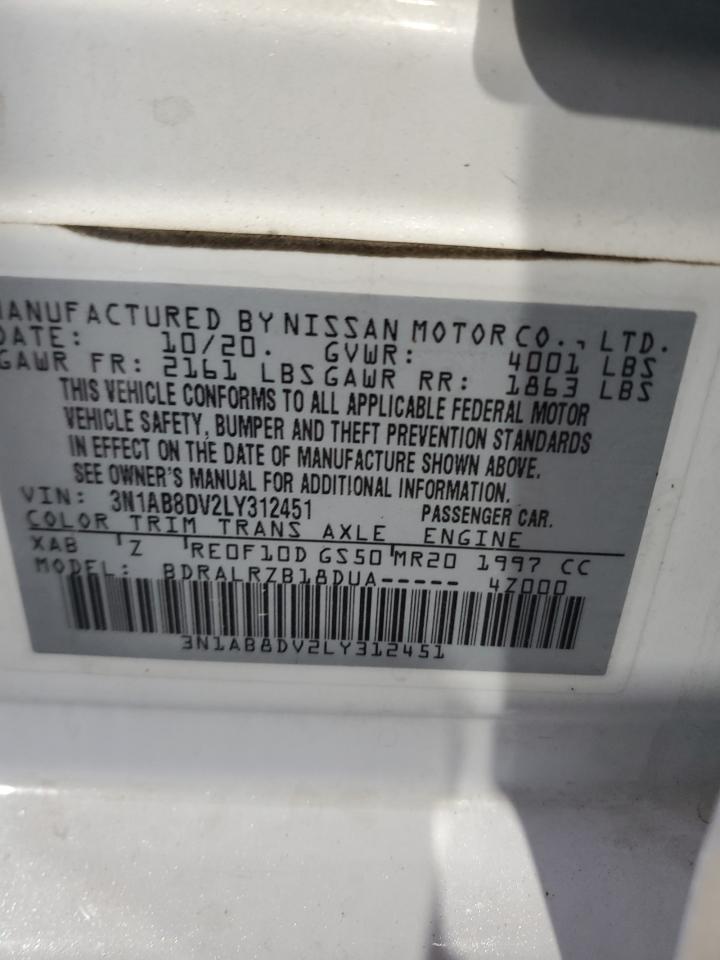 MANUFACTURED BY NISSAN MOTOR CO., LTD.
DATE: 10/20. GVWR: 4001 LBS
GAWR FR: 2161 LBS GAWR RR: 1863 LBS
THIS VEHICLE CONFORMS TO ALL APPLICABLE FEDERAL MOTOR
VEHICLE SAFETY, BUMPER AND THEFT PREVENTION STANDARDS
IN EFFECT ON THE DATE OF MANUFACTURE SHOWN ABOVE.
SEE OWNER'S MANUAL FOR ADDITIONAL INFORMATION.
VIN: 3N1AB8DV2LY312451 PASSENGER CAR.
COLOR TRIM TRANS AXLE ENGINE
XAB Z RE0F10D GS50 MR20 1997 CC
MODEL: BDRALRZB18DUA----- 4Z000
3N1AB8DV2LY312451